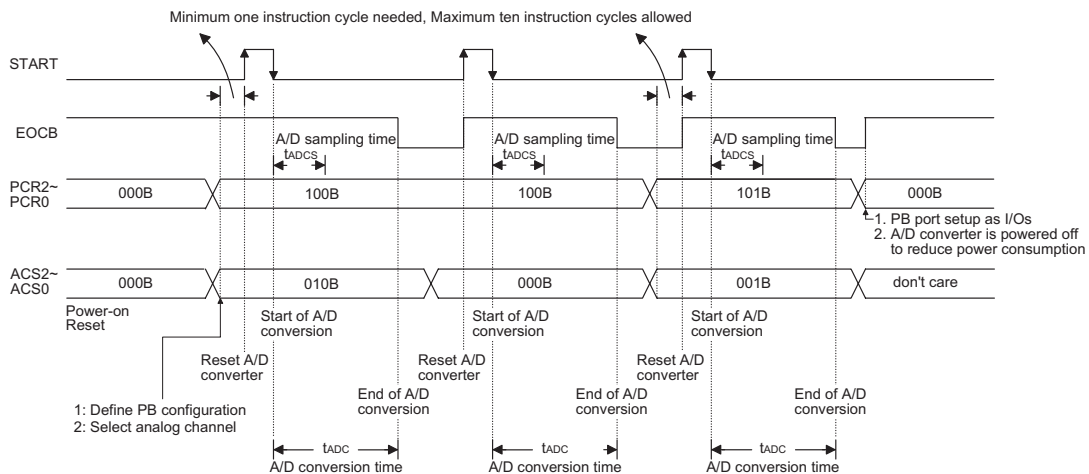 Minimum one instruction cycle needed, Maximum ten instruction cycles allowed
START
EOCB
A/D sampling time
A/D sampling time
A/D sampling time
tADCS
tADCS
tADCS
PCR2~
PCR0
000B
100B
100B
101B
000B
1. PB port setup as I/Os
2. A/D converter is powered off
to reduce power consumption
ACS2~
ACS0
000B
010B
000B
001B
don't care
Power-on
Reset
Start of A/D
conversion
Start of A/D
conversion
Start of A/D
conversion
Reset A/D
converter
Reset A/D
converter
Reset A/D
converter
1: Define PB configuration
2: Select analog channel
End of A/D
conversion
End of A/D
conversion
End of A/D
conversion
tADC
A/D conversion time
tADC
A/D conversion time
tADC
A/D conversion time